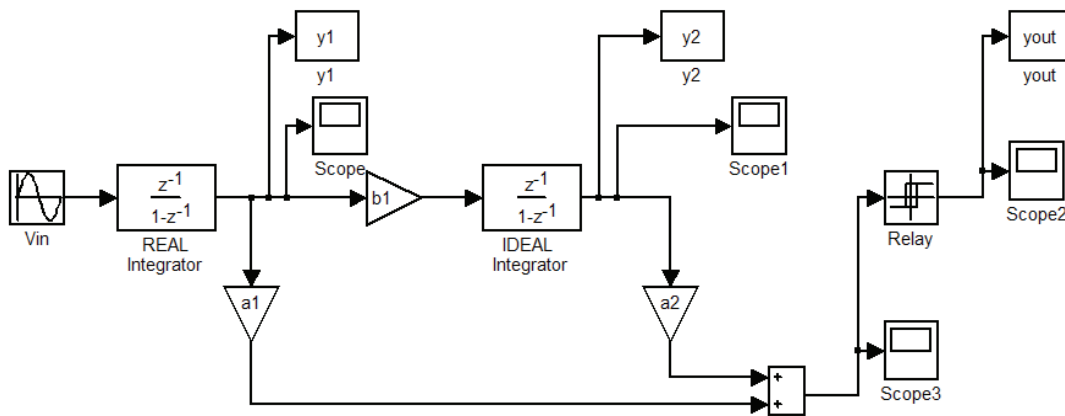 y1
y1
y2
y2
yout
yout
Scope
Scope1
Scope2
Vin
z-1
1-z-1
REAL
Integrator
b1
z-1
1-z-1
IDEAL
Integrator
Relay
a1
a2
+
+
Scope3